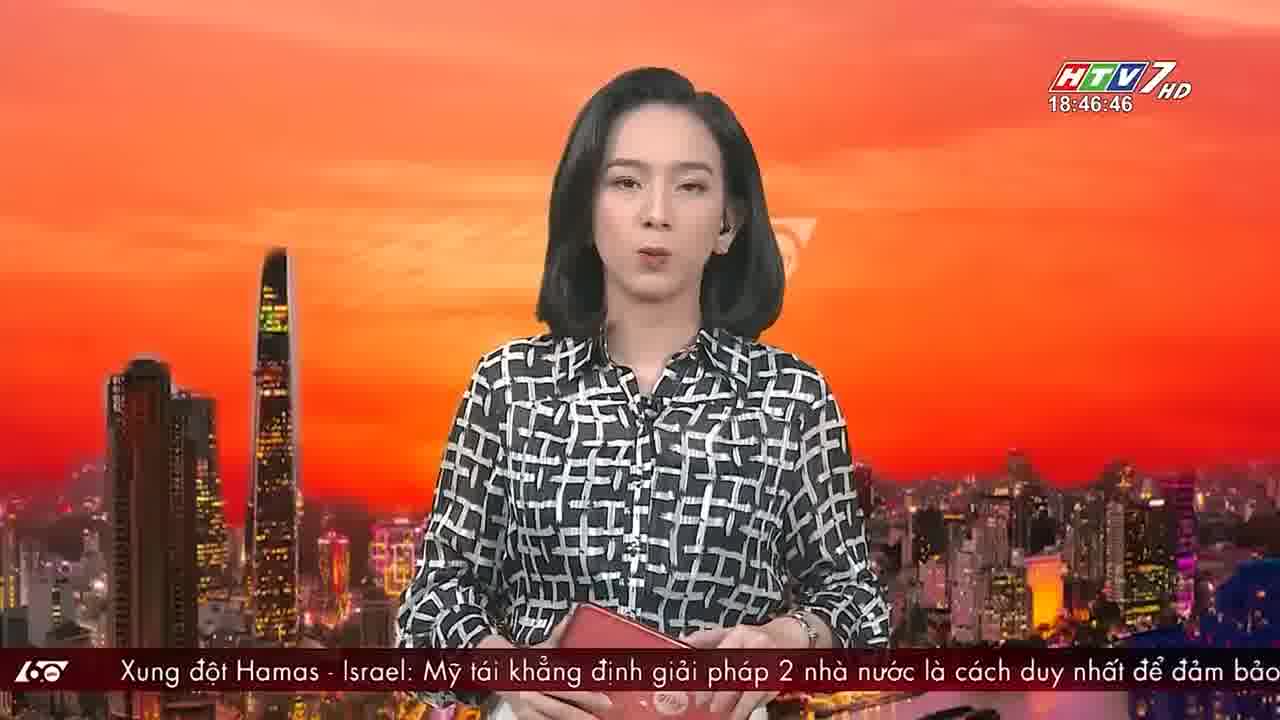 HTV7 HD
18:46:46
60 Xung đột Hamas - Israel: Mỹ tái khẳng định giải pháp 2 nhà nước là cách duy nhất để đảm bảo